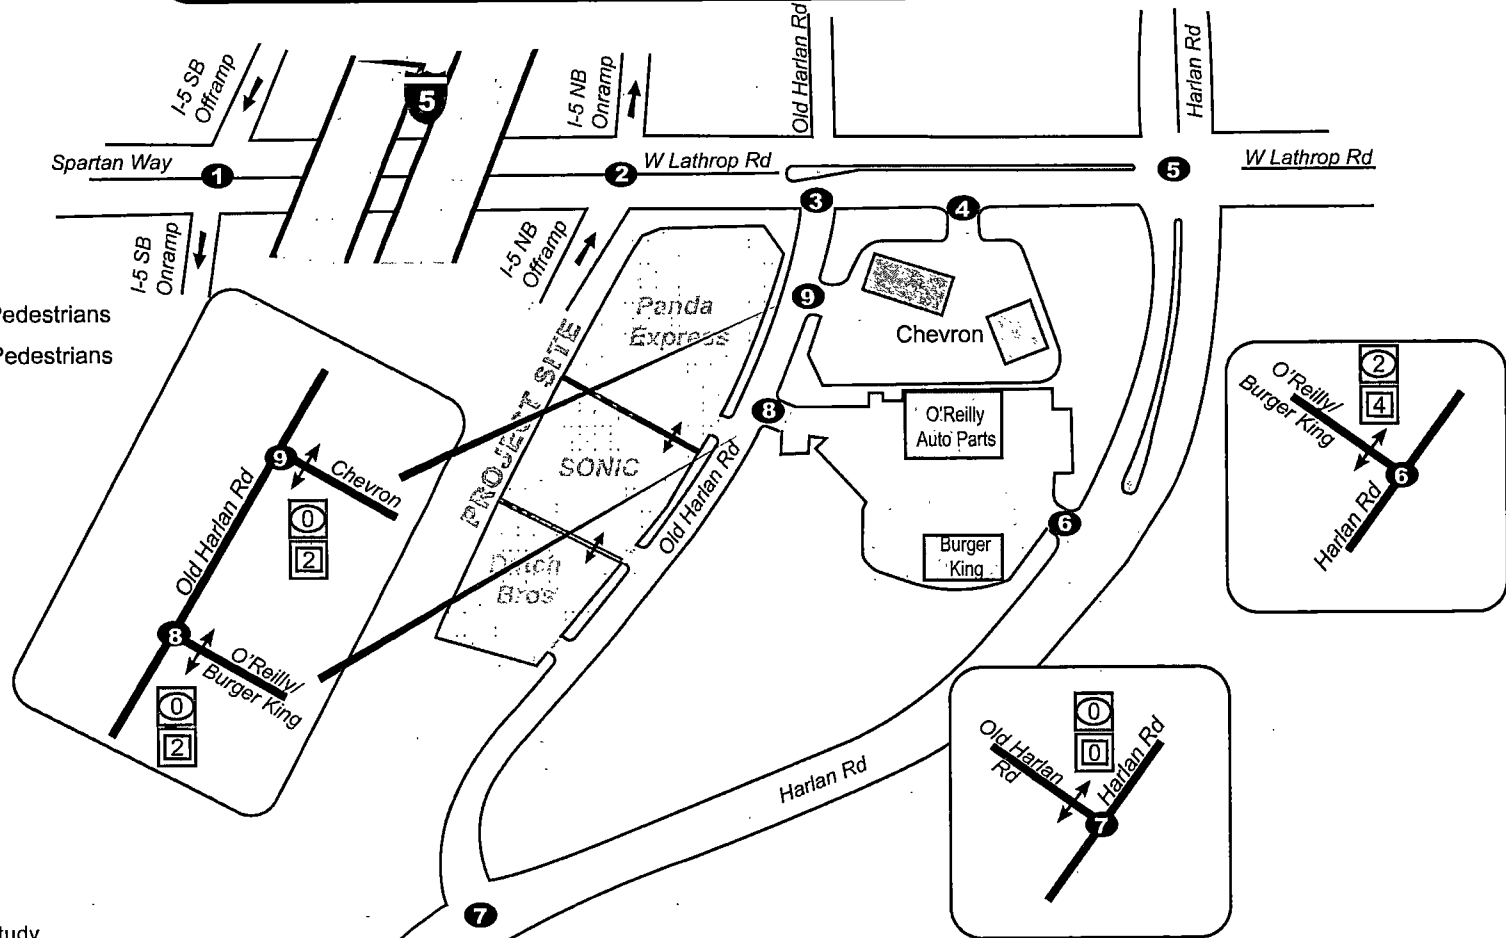 I-5 SB
Offramp
5
I-5 NB
Onramp
Old Harlan Rd
Harlan Rd
Spartan Way
1
2
W Lathrop Rd
5
W Lathrop Rd
3
4
I-5 SB
Onramp
I-5 NB
Offramp
Pedestrians
Pedestrians
PROJECT SITE
Panda
Express
9
Chevron
8
O'Reilly
Auto Parts
SONIC
Old Harlan Rd
6
Burger
King
Dutch
Bros
9
Chevron
0
2
Old Harlan Rd
8
O'Reilly/
Burger King
0
2
O'Reilly/
Burger King
2
4
6
Harlan Rd
Harlan Rd
Old Harlan
Rd
0
0
Harlan Rd
7
7
tudy